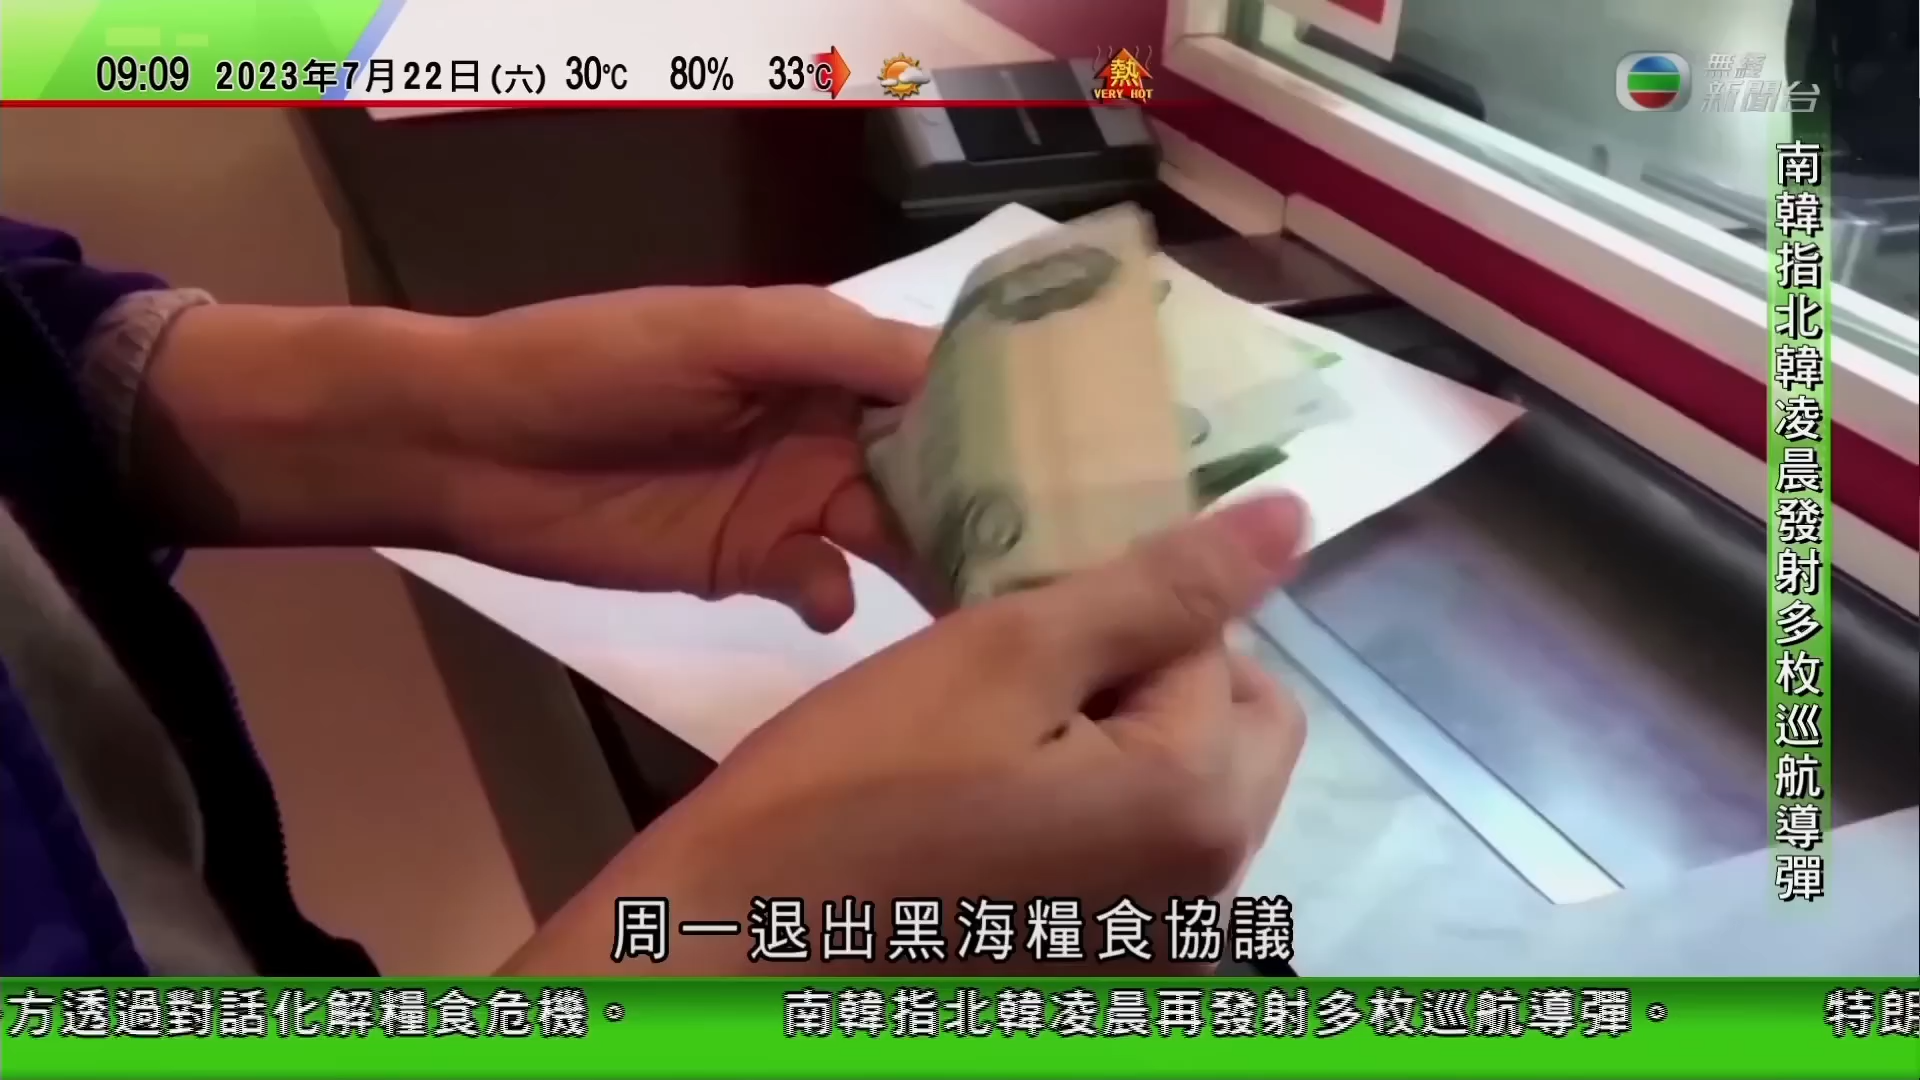 09:09 2023年7月22日(六) 30℃ 80% 33℃
熱
VERY HOT
無綫
新聞台
南韓指北韓凌晨發射多枚巡航導彈
周一退出黑海糧食協議
方透過對話化解糧食危機。 南韓指北韓凌晨再發射多枚巡航導彈。 特朗